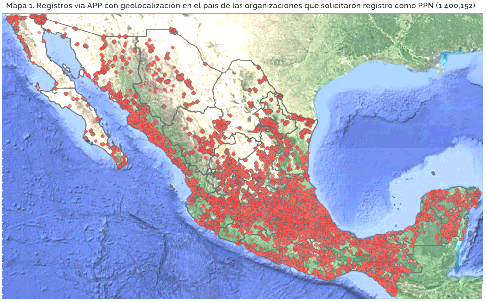 Mapa 1. Registros vía APP con geolocalización en el país de las organizaciones que solicitaron registro como PPN (1,400,152)